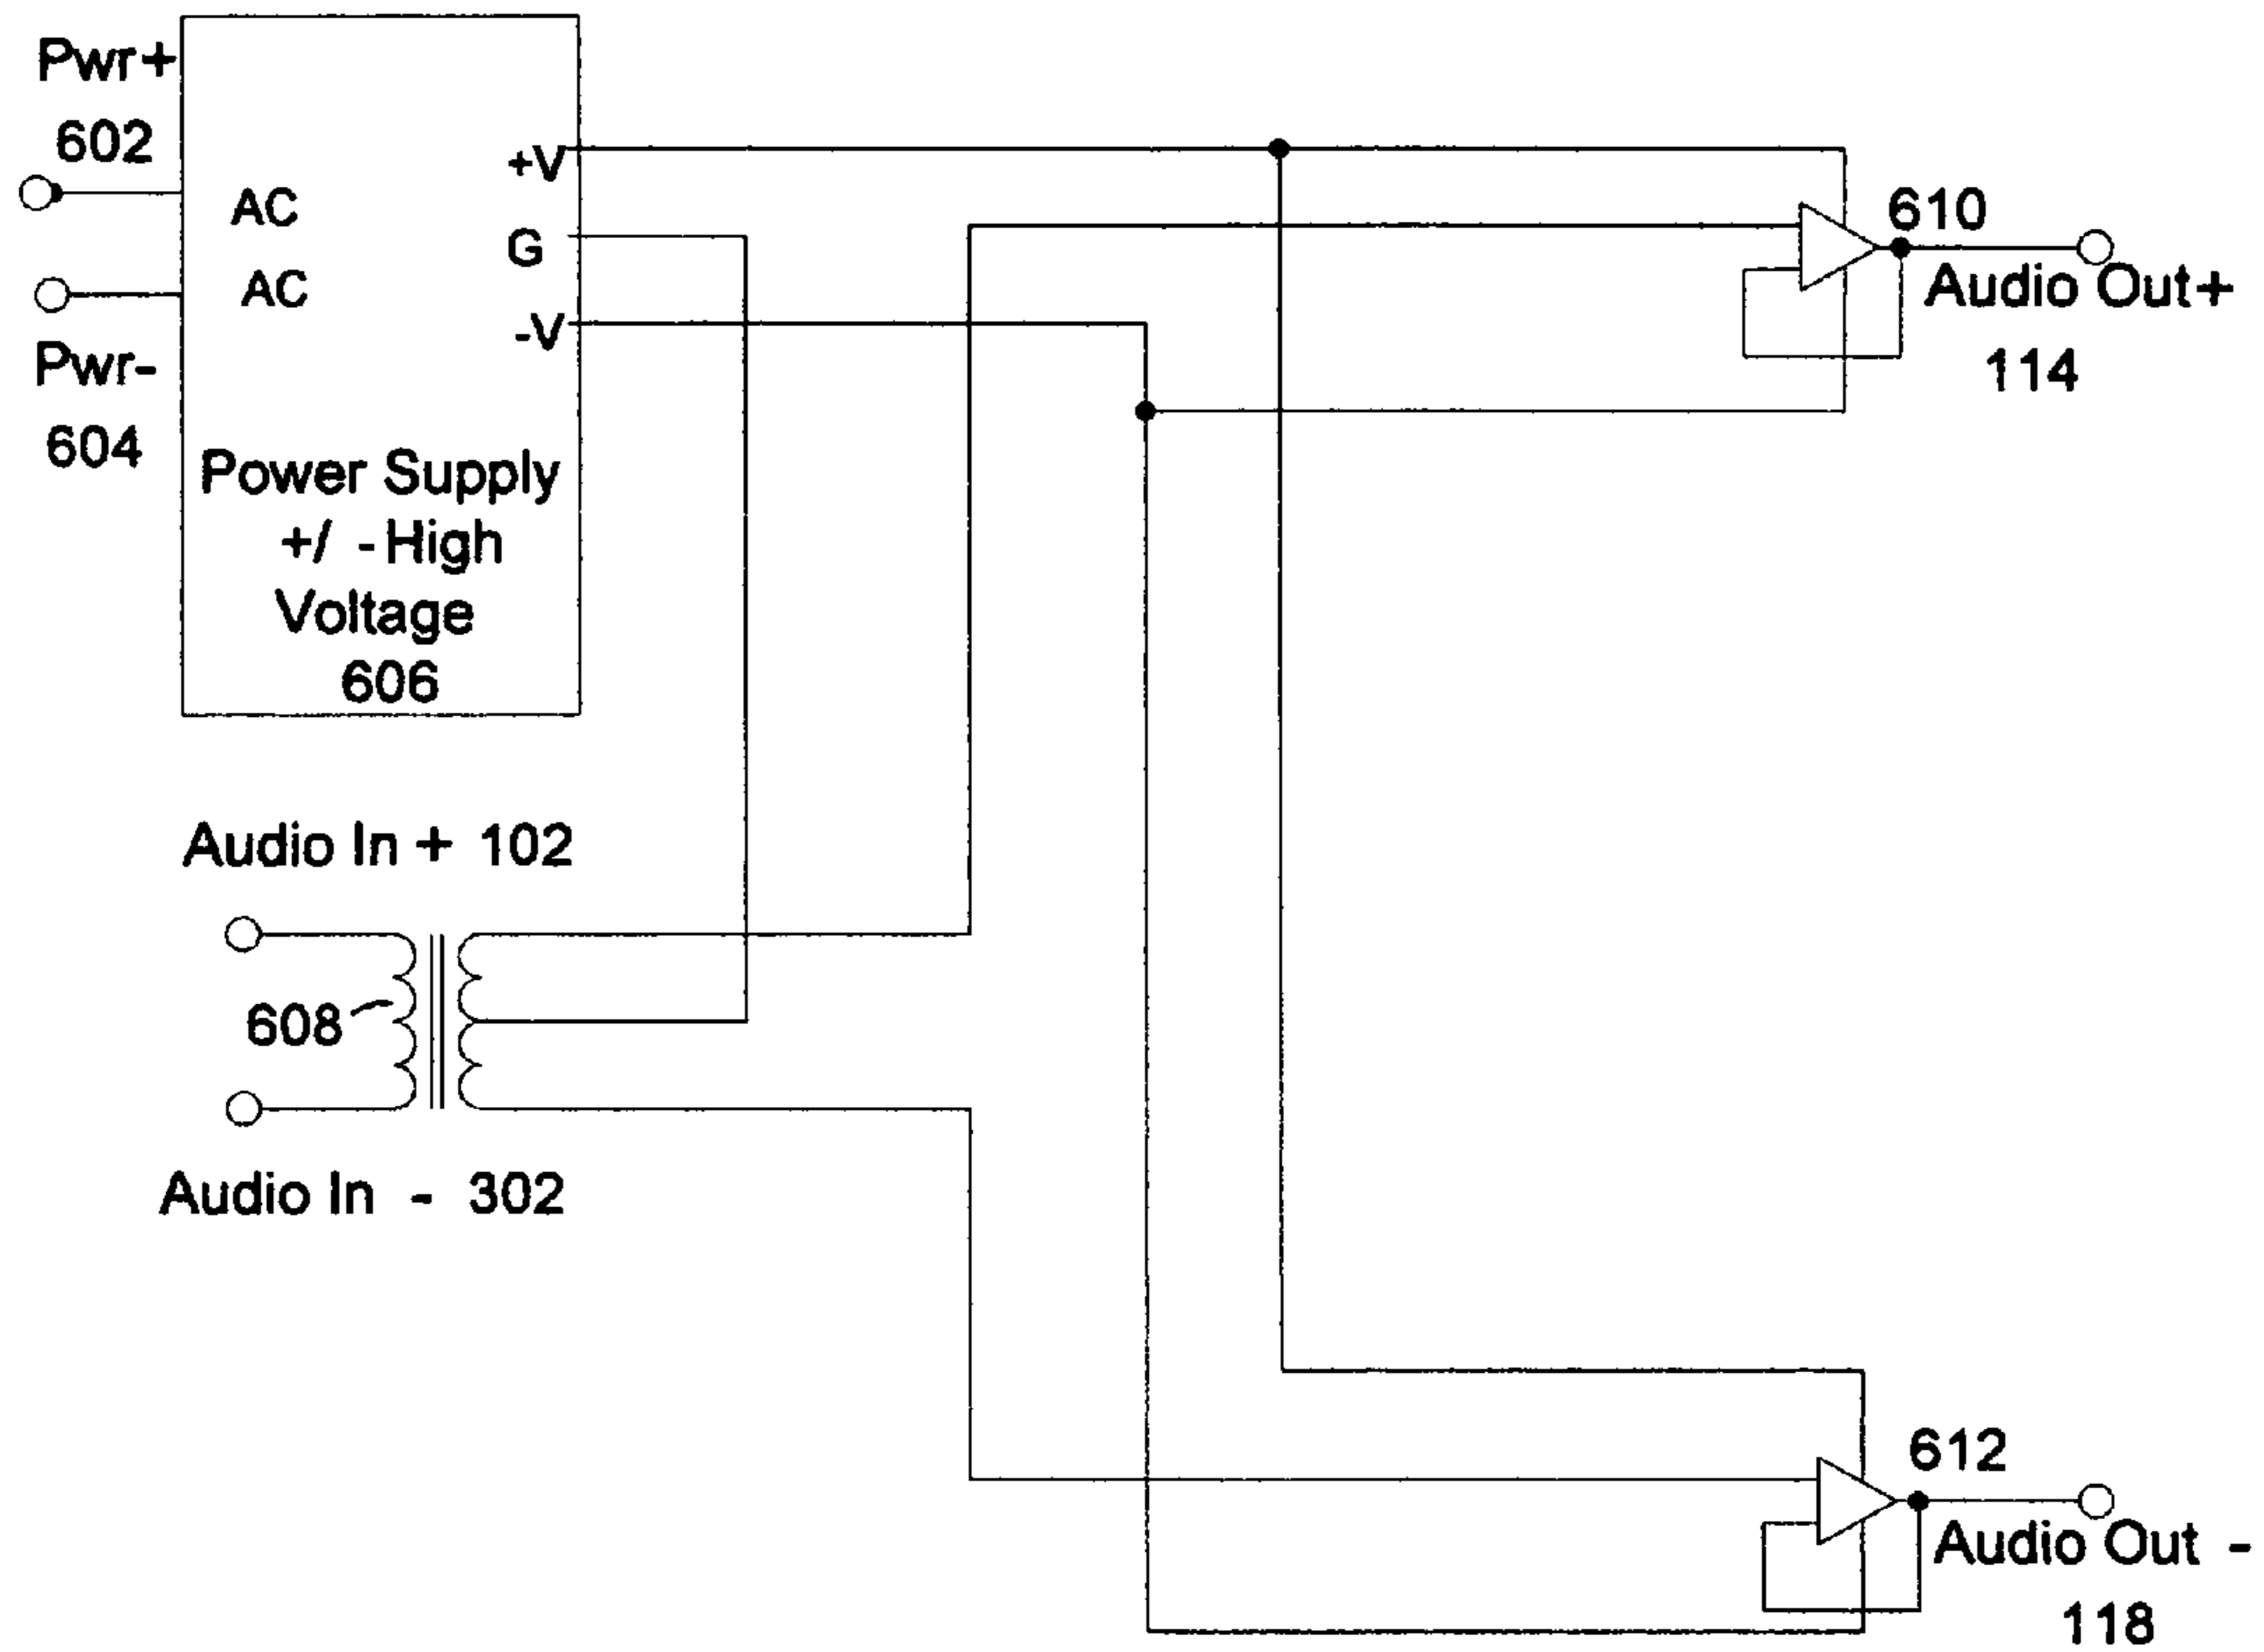 Pwr+
602
AC
AC
Pwr-
604
+V
G
-V
Power Supply
+/ -High
Voltage
606
610
Audio Out+
114
Audio In + 102
608
Audio In - 302
612
Audio Out -
118